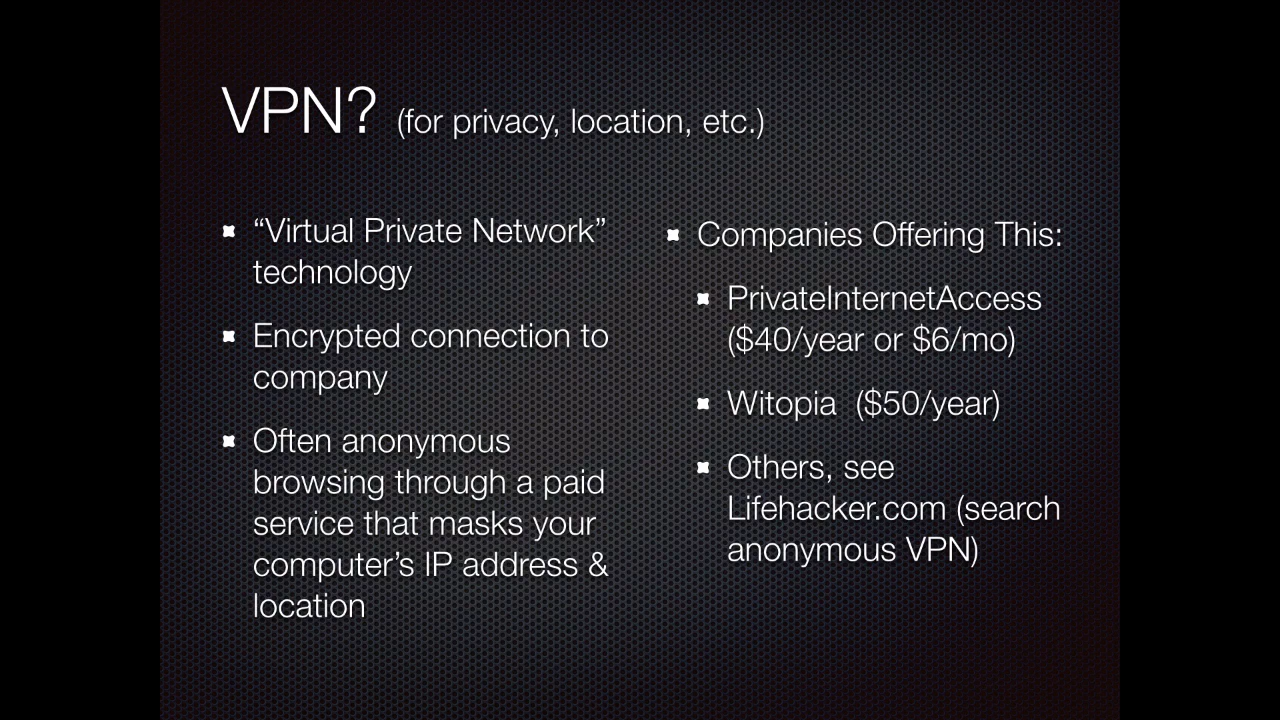 VPN? (for privacy, location, etc.)
“Virtual Private Network”
technology
Encrypted connection to
company
Often anonymous
browsing through a paid
service that masks your
computer’s IP address &
location
Companies Offering This:
PrivateInternetAccess
($40/year or $6/mo)
Witopia  ($50/year)
Others, see
Lifehacker.com (search
anonymous VPN)